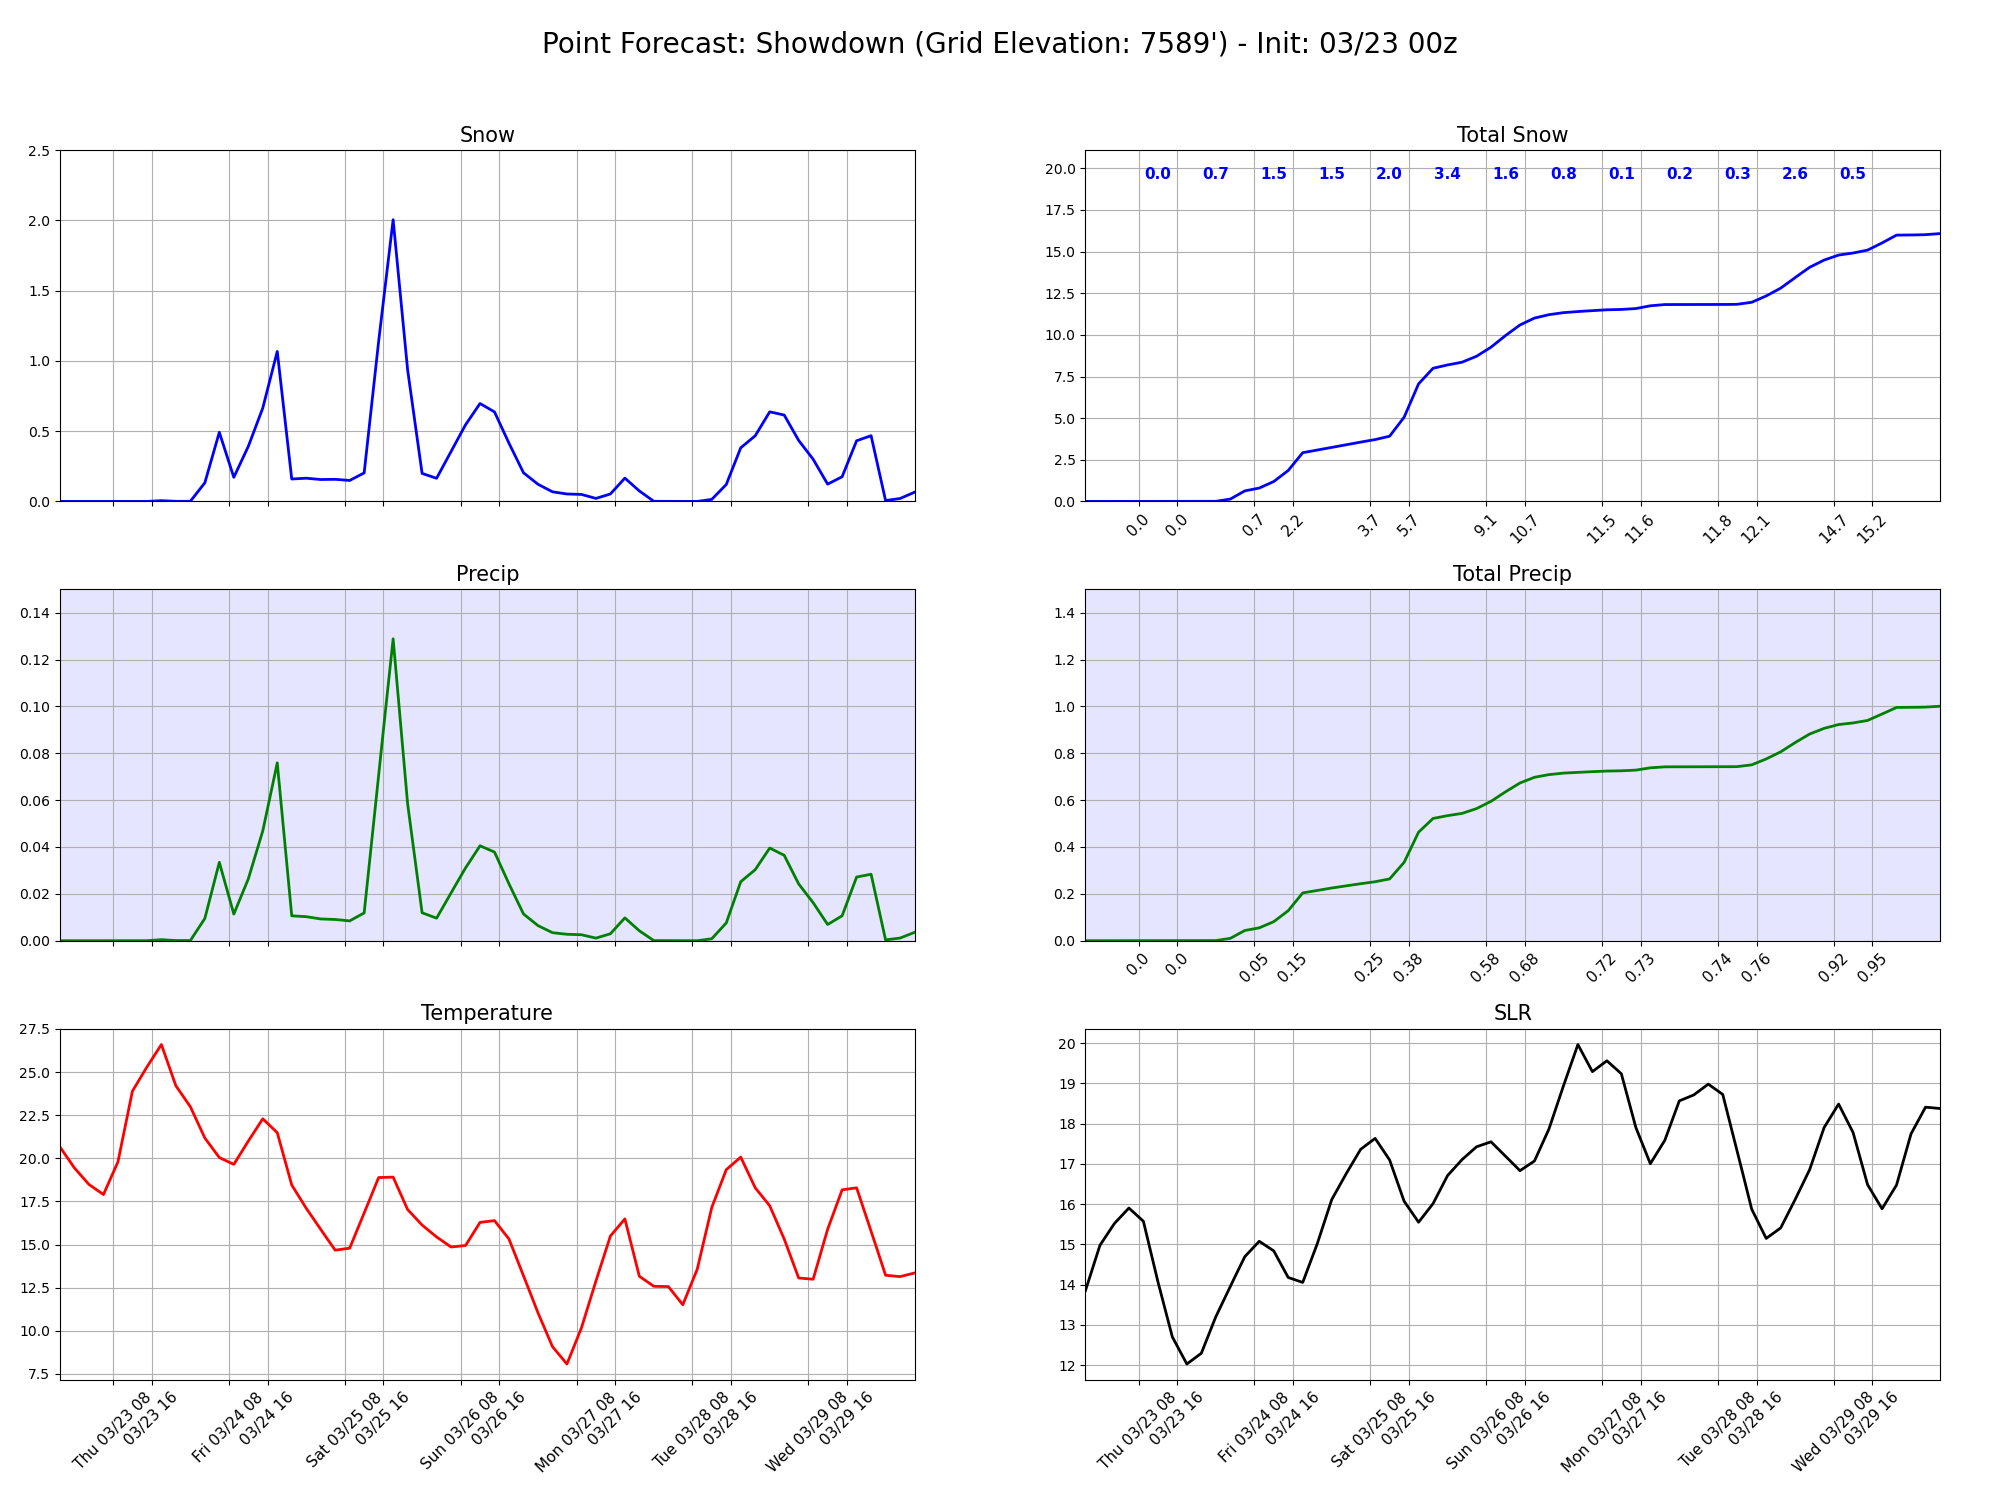 Point Forecast: Showdown (Grid Elevation: 7589') - Init: 03/23 00z
Snow
2.5
2.0
1.5
1.0
0.5
0.0
Total Snow
20.0
17.5
15.0
12.5
10.0
7.5
5.0
2.5
0.0
0.0 0.7 1.5 1.5 2.0 3.4 1.6 0.8 0.1 0.2 0.3 2.6 0.5
0.0 0.0 0.7 2.2 3.7 5.7 9.1 10.7 11.5 11.6 11.8 12.1 14.7 15.2
Precip
0.14
0.12
0.10
0.08
0.06
0.04
0.02
0.00
Total Precip
1.4
1.2
1.0
0.8
0.6
0.4
0.2
0.0
0.0 0.0 0.05 0.15 0.25 0.38 0.58 0.68 0.72 0.73 0.74 0.76 0.92 0.95
Temperature
27.5
25.0
22.5
20.0
17.5
15.0
12.5
10.0
7.5
Thu 03/23 08
03/23 16
Fri 03/24 08
03/24 16
Sat 03/25 08
03/25 16
Sun 03/26 08
03/26 16
Mon 03/27 08
03/27 16
Tue 03/28 08
03/28 16
Wed 03/29 08
03/29 16
SLR
20
19
18
17
16
15
14
13
12
Thu 03/23 08
03/23 16
Fri 03/24 08
03/24 16
Sat 03/25 08
03/25 16
Sun 03/26 08
03/26 16
Mon 03/27 08
03/27 16
Tue 03/28 08
03/28 16
Wed 03/29 08
03/29 16